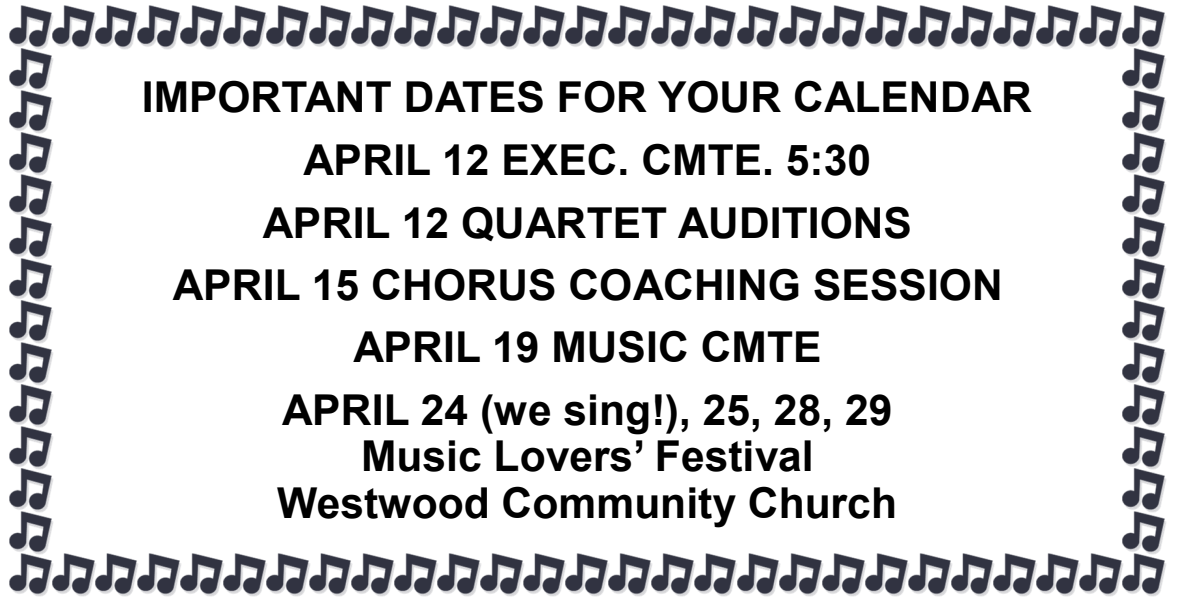 IMPORTANT DATES FOR YOUR CALENDAR
APRIL 12 EXEC. CMTE. 5:30
APRIL 12 QUARTET AUDITIONS
APRIL 15 CHORUS COACHING SESSION
APRIL 19 MUSIC CMTE
APRIL 24 (we sing!), 25, 28, 29
Music Lovers’ Festival
Westwood Community Church